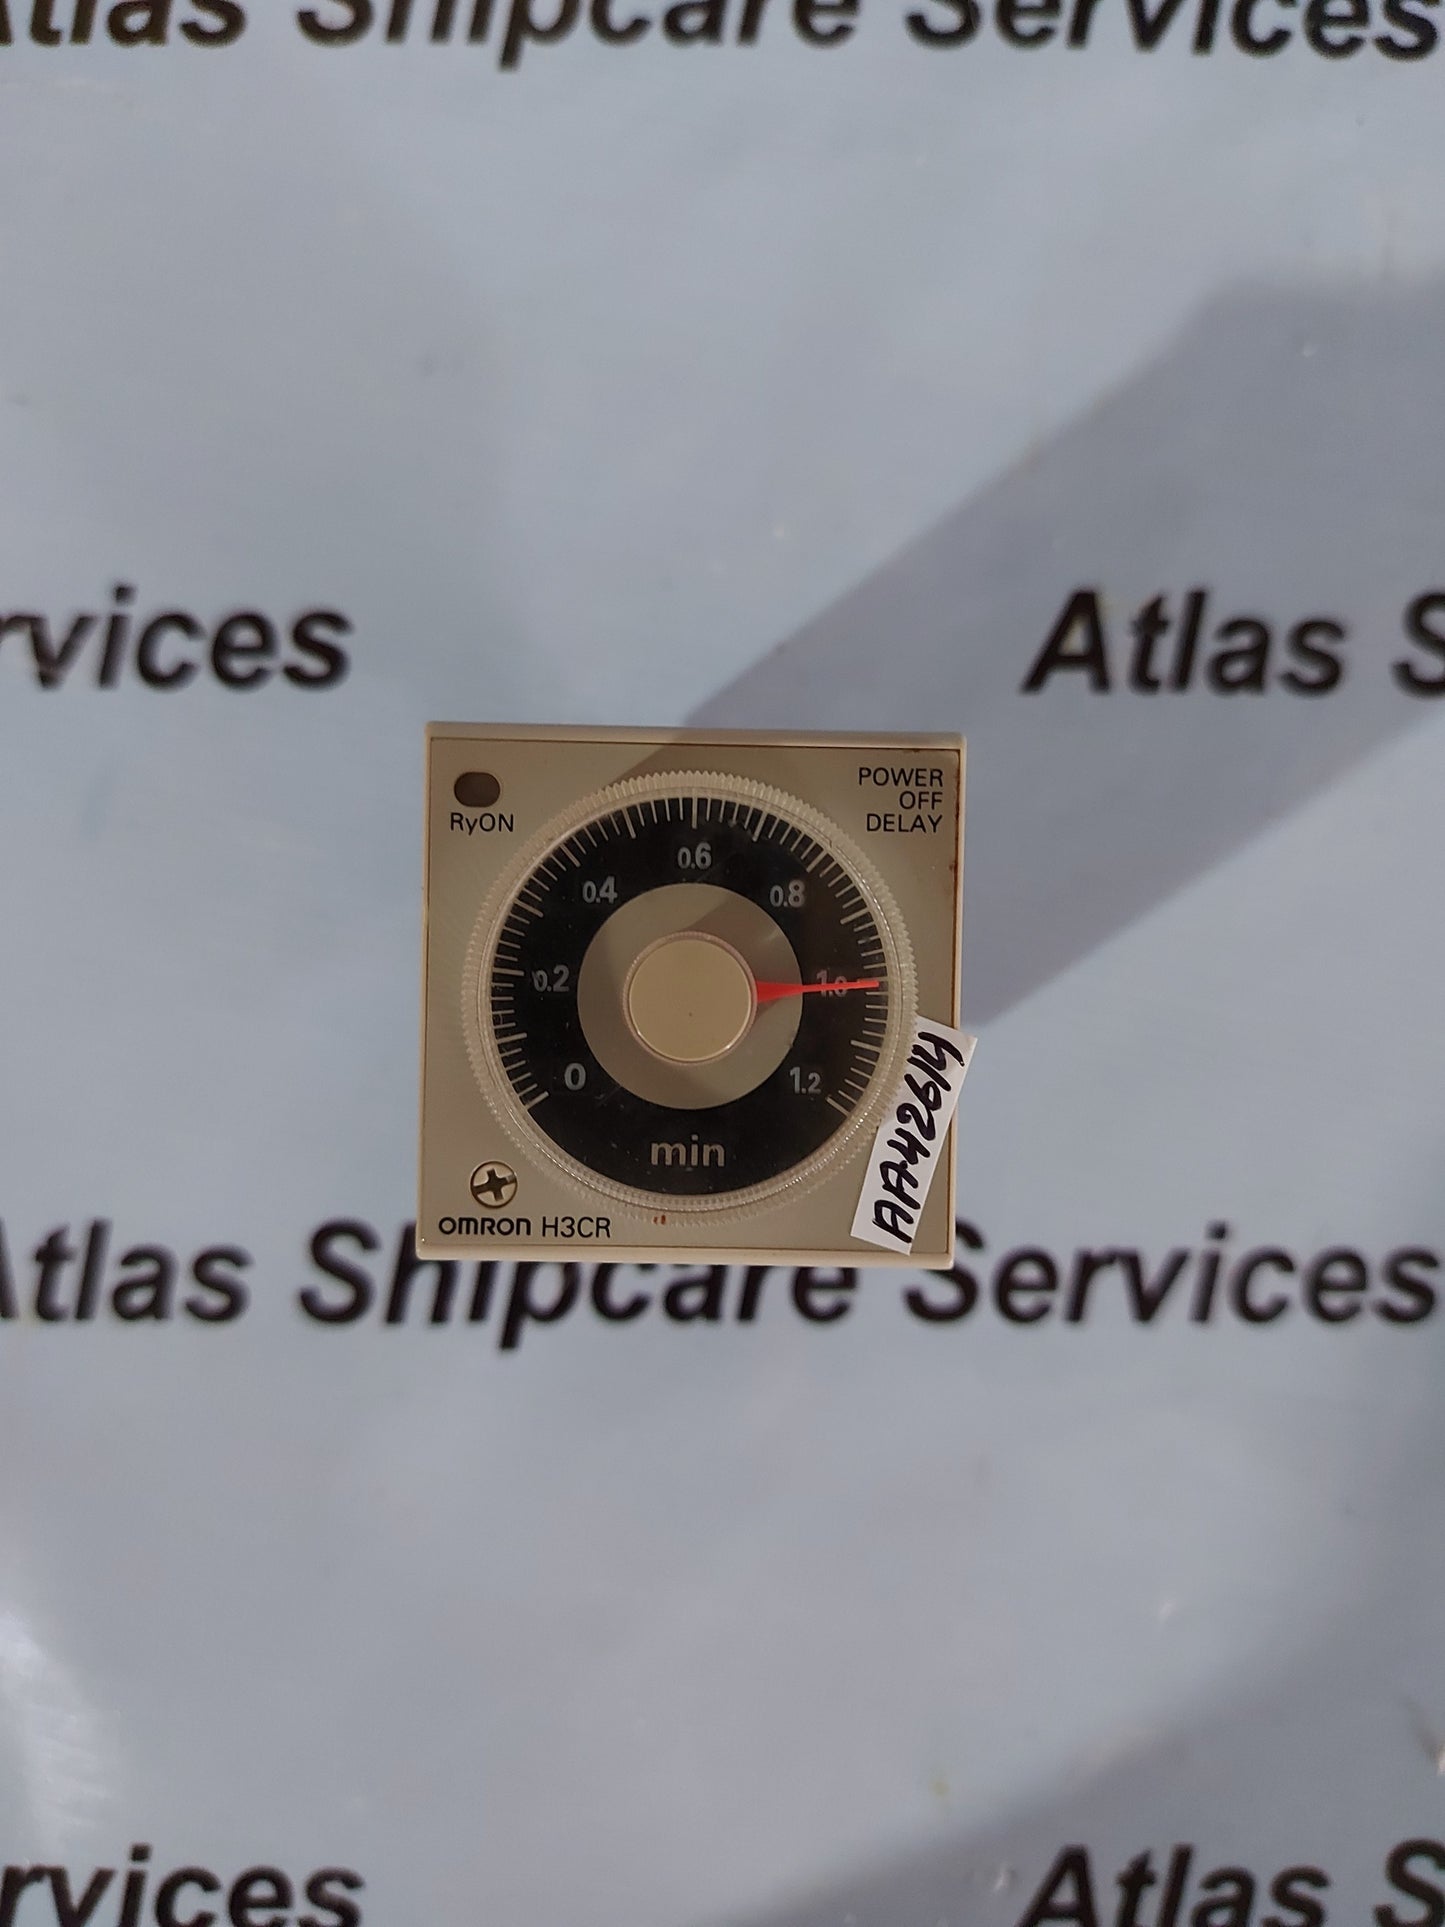 Atlas Shipcare Services
rvices
Atlas S
RyON
POWER
OFF
DELAY
0
0.2
0.4
0.6
0.8
1.0
1.2
min
OMRON H3CR
AA42614
Atlas Shipcare Services
rvices
Atlas S